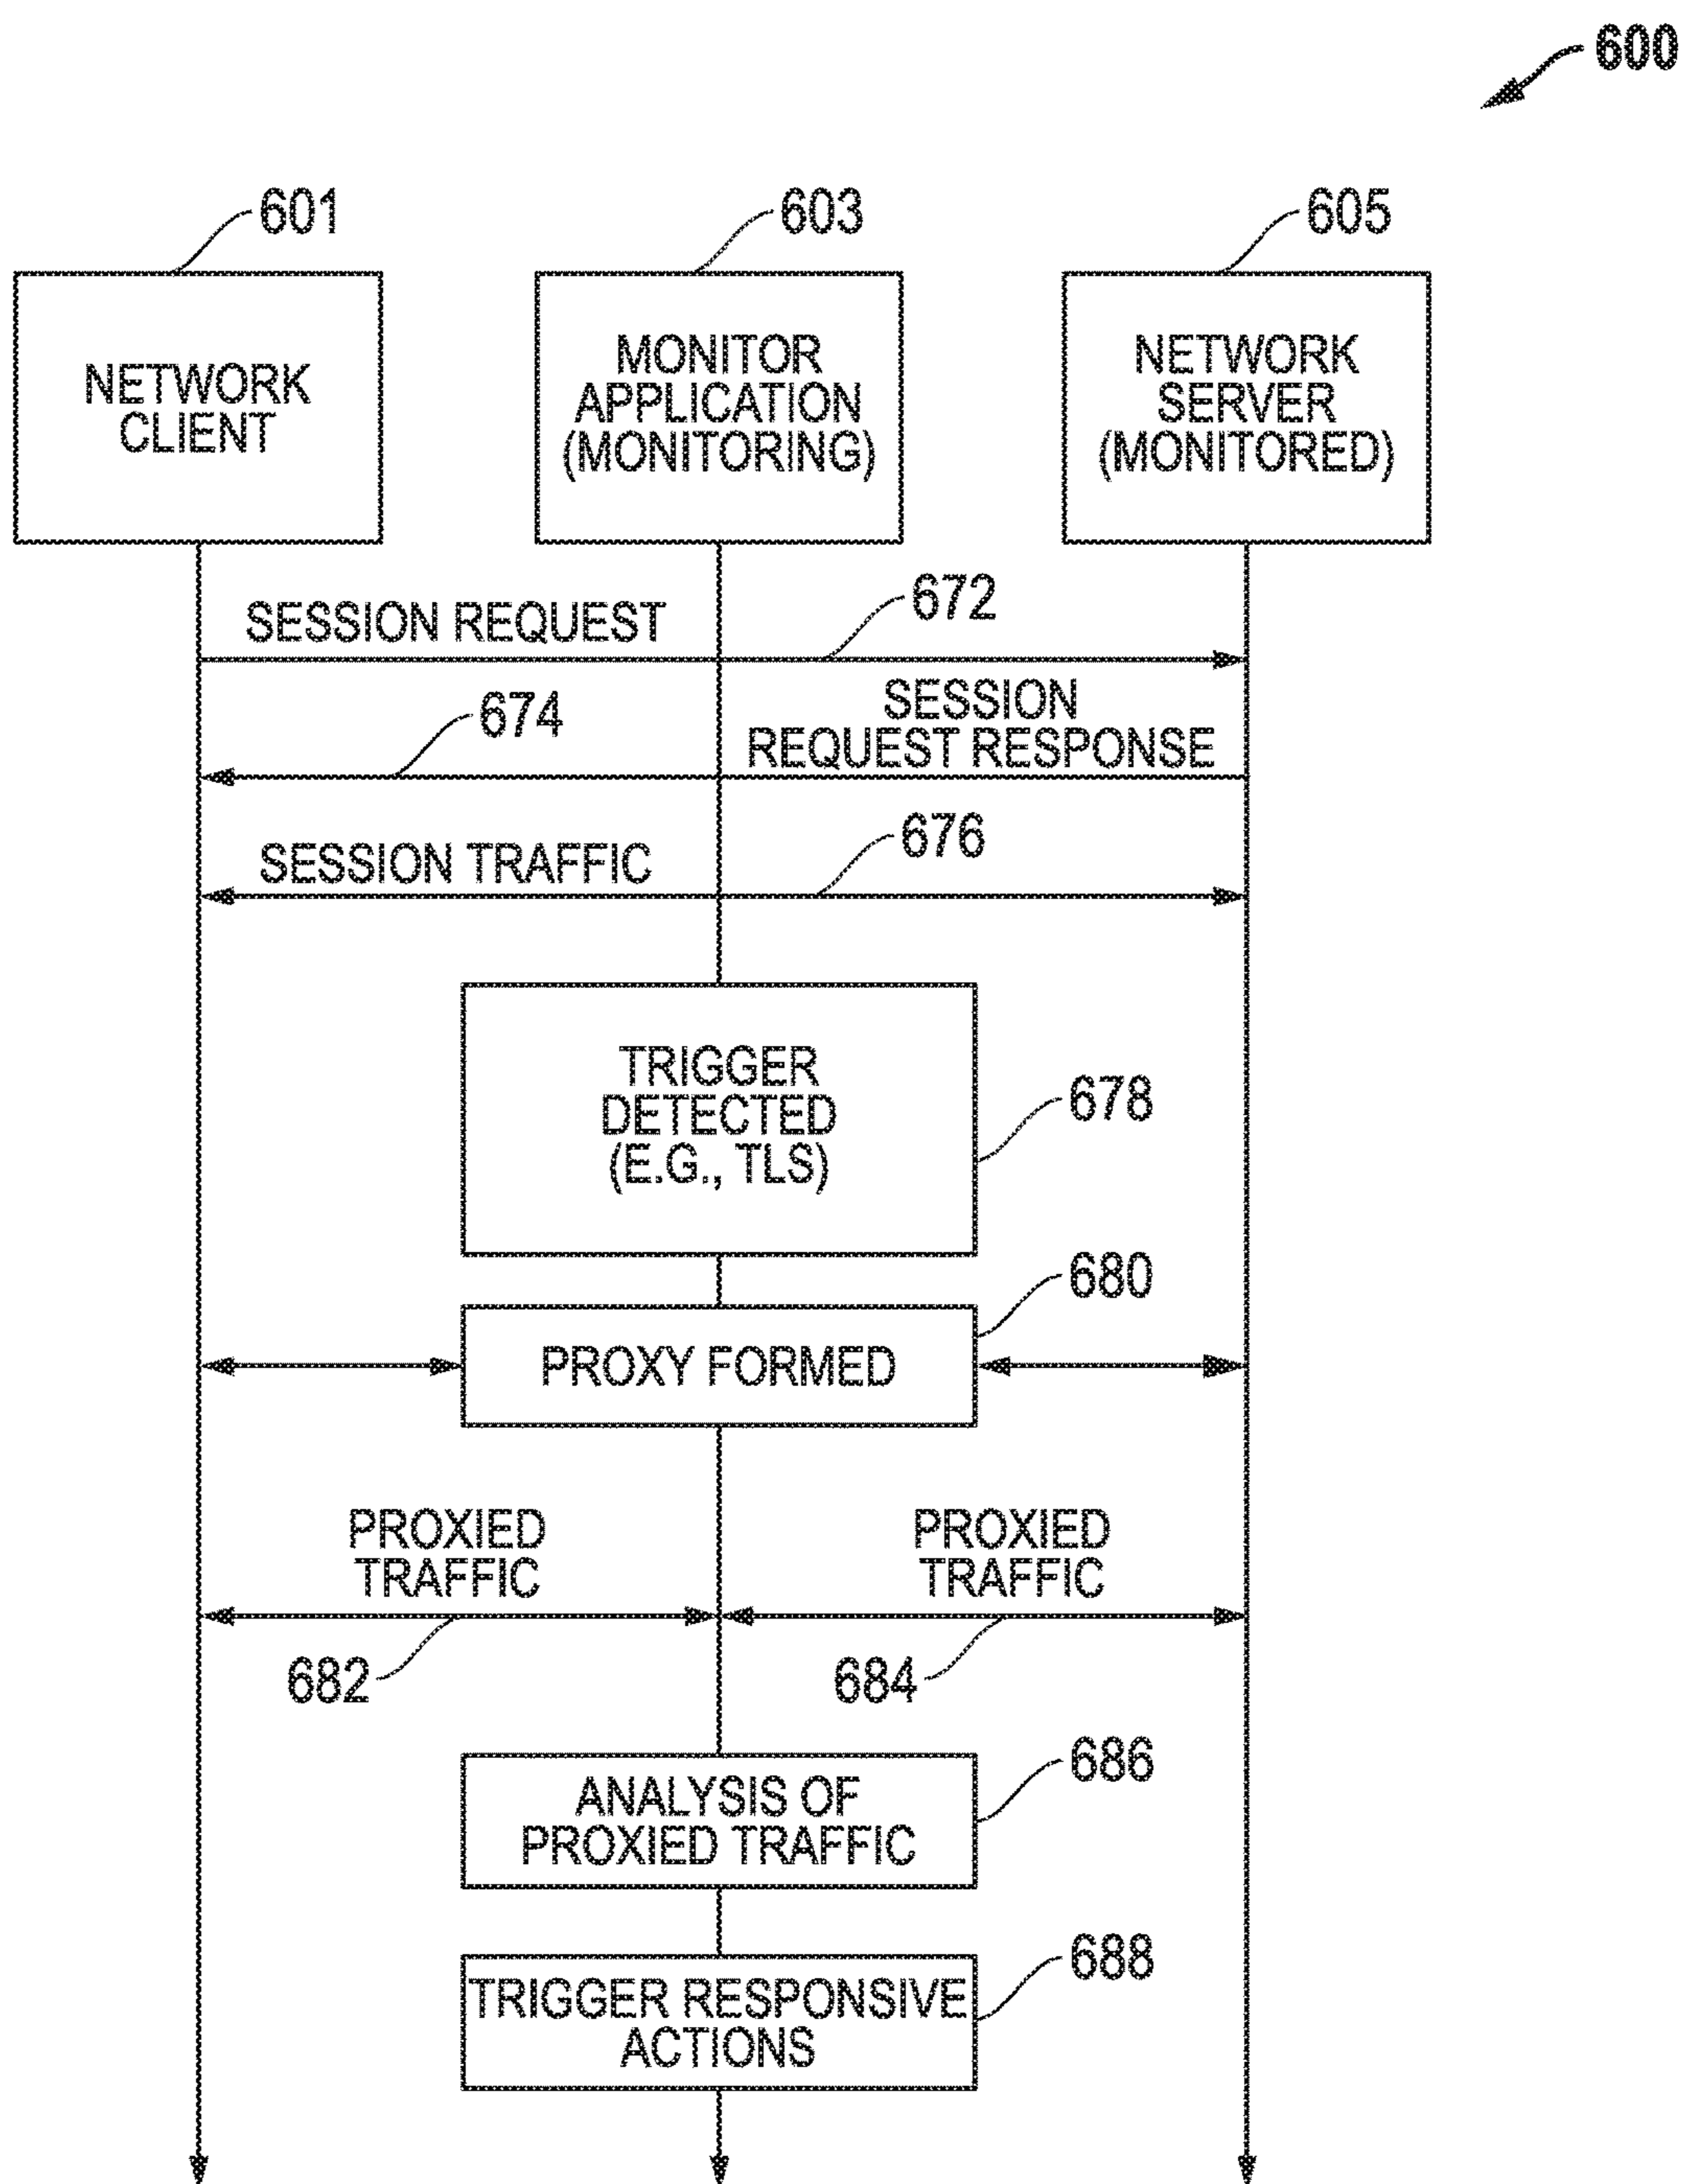 600
601
603
605
NETWORK
CLIENT
MONITOR
APPLICATION
(MONITORING)
NETWORK
SERVER
(MONITORED)
SESSION REQUEST
672
674
SESSION
REQUEST RESPONSE
SESSION TRAFFIC
676
TRIGGER
DETECTED
(E.G., TLS)
678
680
PROXY FORMED
PROXIED
TRAFFIC
PROXIED
TRAFFIC
682
684
686
ANALYSIS OF
PROXIED TRAFFIC
688
TRIGGER RESPONSIVE
ACTIONS